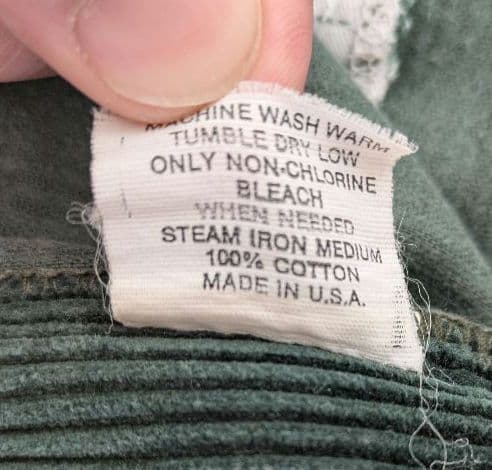 MACHINE WASH WARM
TUMBLE DRY LOW
ONLY NON-CHLORINE
BLEACH
WHEN NEEDED
STEAM IRON MEDIUM
100% COTTON
MADE IN U.S.A.